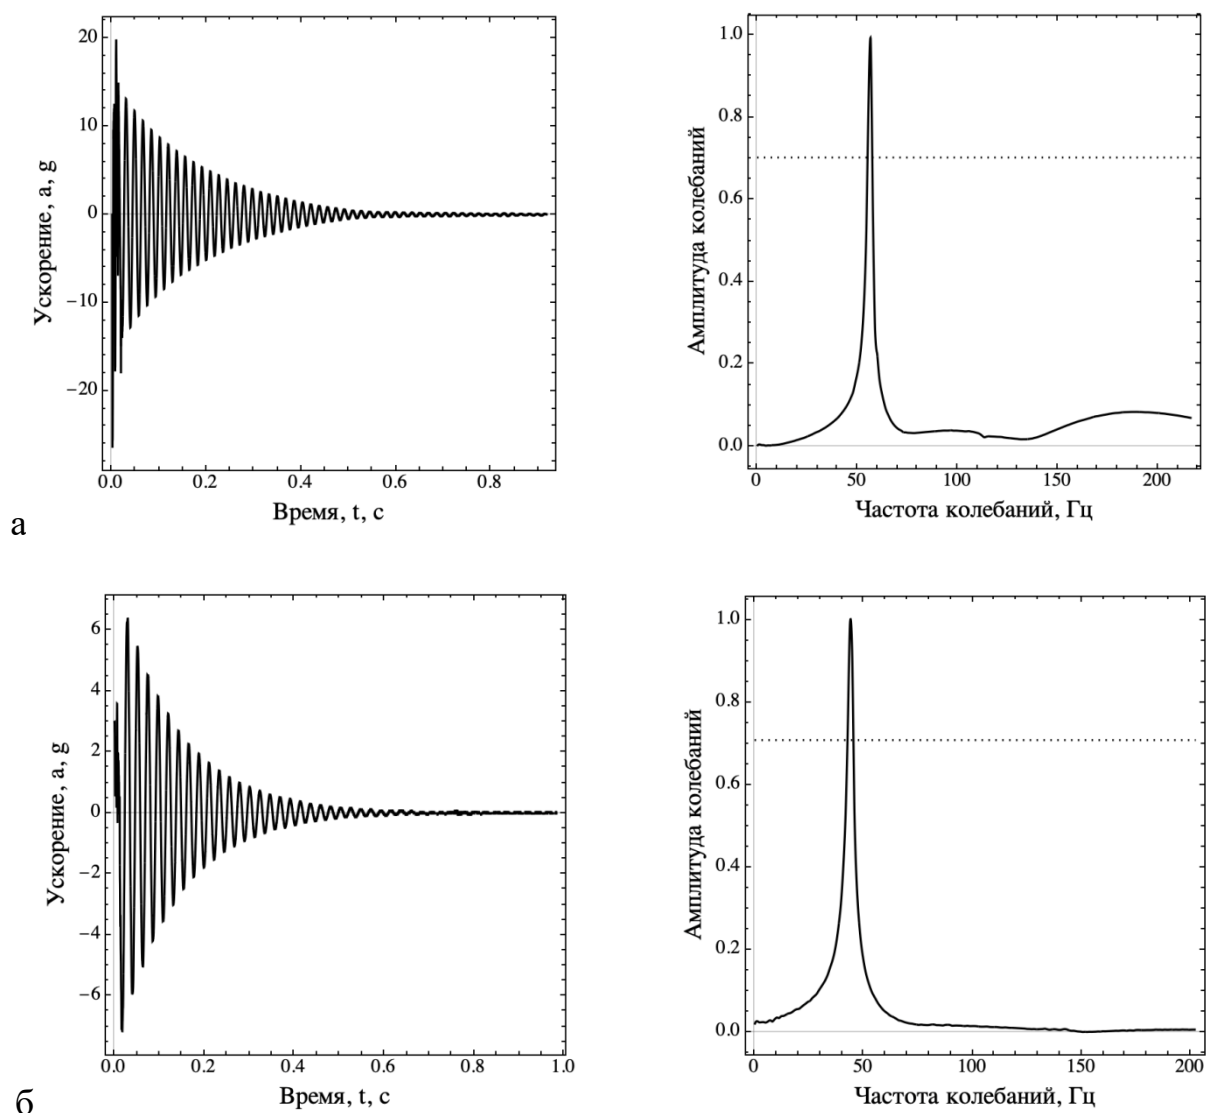 20
10
0
−10
−20
0.0 0.2 0.4 0.6 0.8
Ускорение, a, g
Время, t, с
1.0
0.8
0.6
0.4
0.2
0.0
0 50 100 150 200
Амплитуда колебаний
Частота колебаний, Гц
а
6
4
2
0
−2
−4
−6
0.0 0.2 0.4 0.6 0.8 1.0
Ускорение, a, g
Время, t, с
1.0
0.8
0.6
0.4
0.2
0.0
0 50 100 150 200
Амплитуда колебаний
Частота колебаний, Гц
б